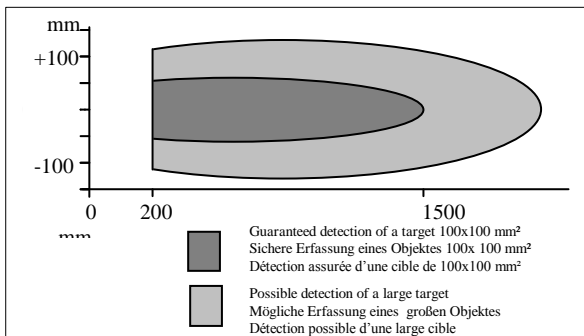 mm
+100
-100
0 200 1500
mm
Guaranteed detection of a target 100x100 mm²
Sichere Erfassung eines Objektes 100x 100 mm²
Détection assurée d’une cible de 100x100 mm²
Possible detection of a large target
Mögliche Erfassung eines großen Objektes
Détection possible d’une large cible